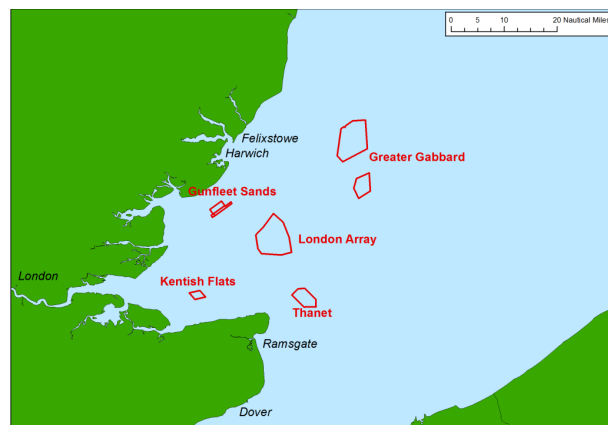 0 5 10 20 Nautical Miles
Felixstowe
Harwich
Greater Gabbard
Gunfleet Sands
London Array
London
Kentish Flats
Thanet
Ramsgate
Dover